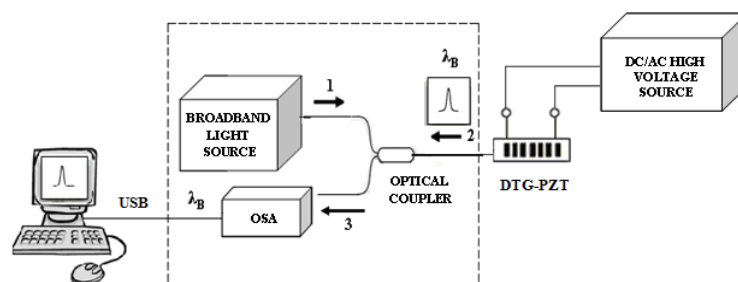 BROADBAND
LIGHT
SOURCE
1
λB
2
DC/AC HIGH
VOLTAGE
SOURCE
OPTICAL
COUPLER
DTG-PZT
USB
λB
OSA
3